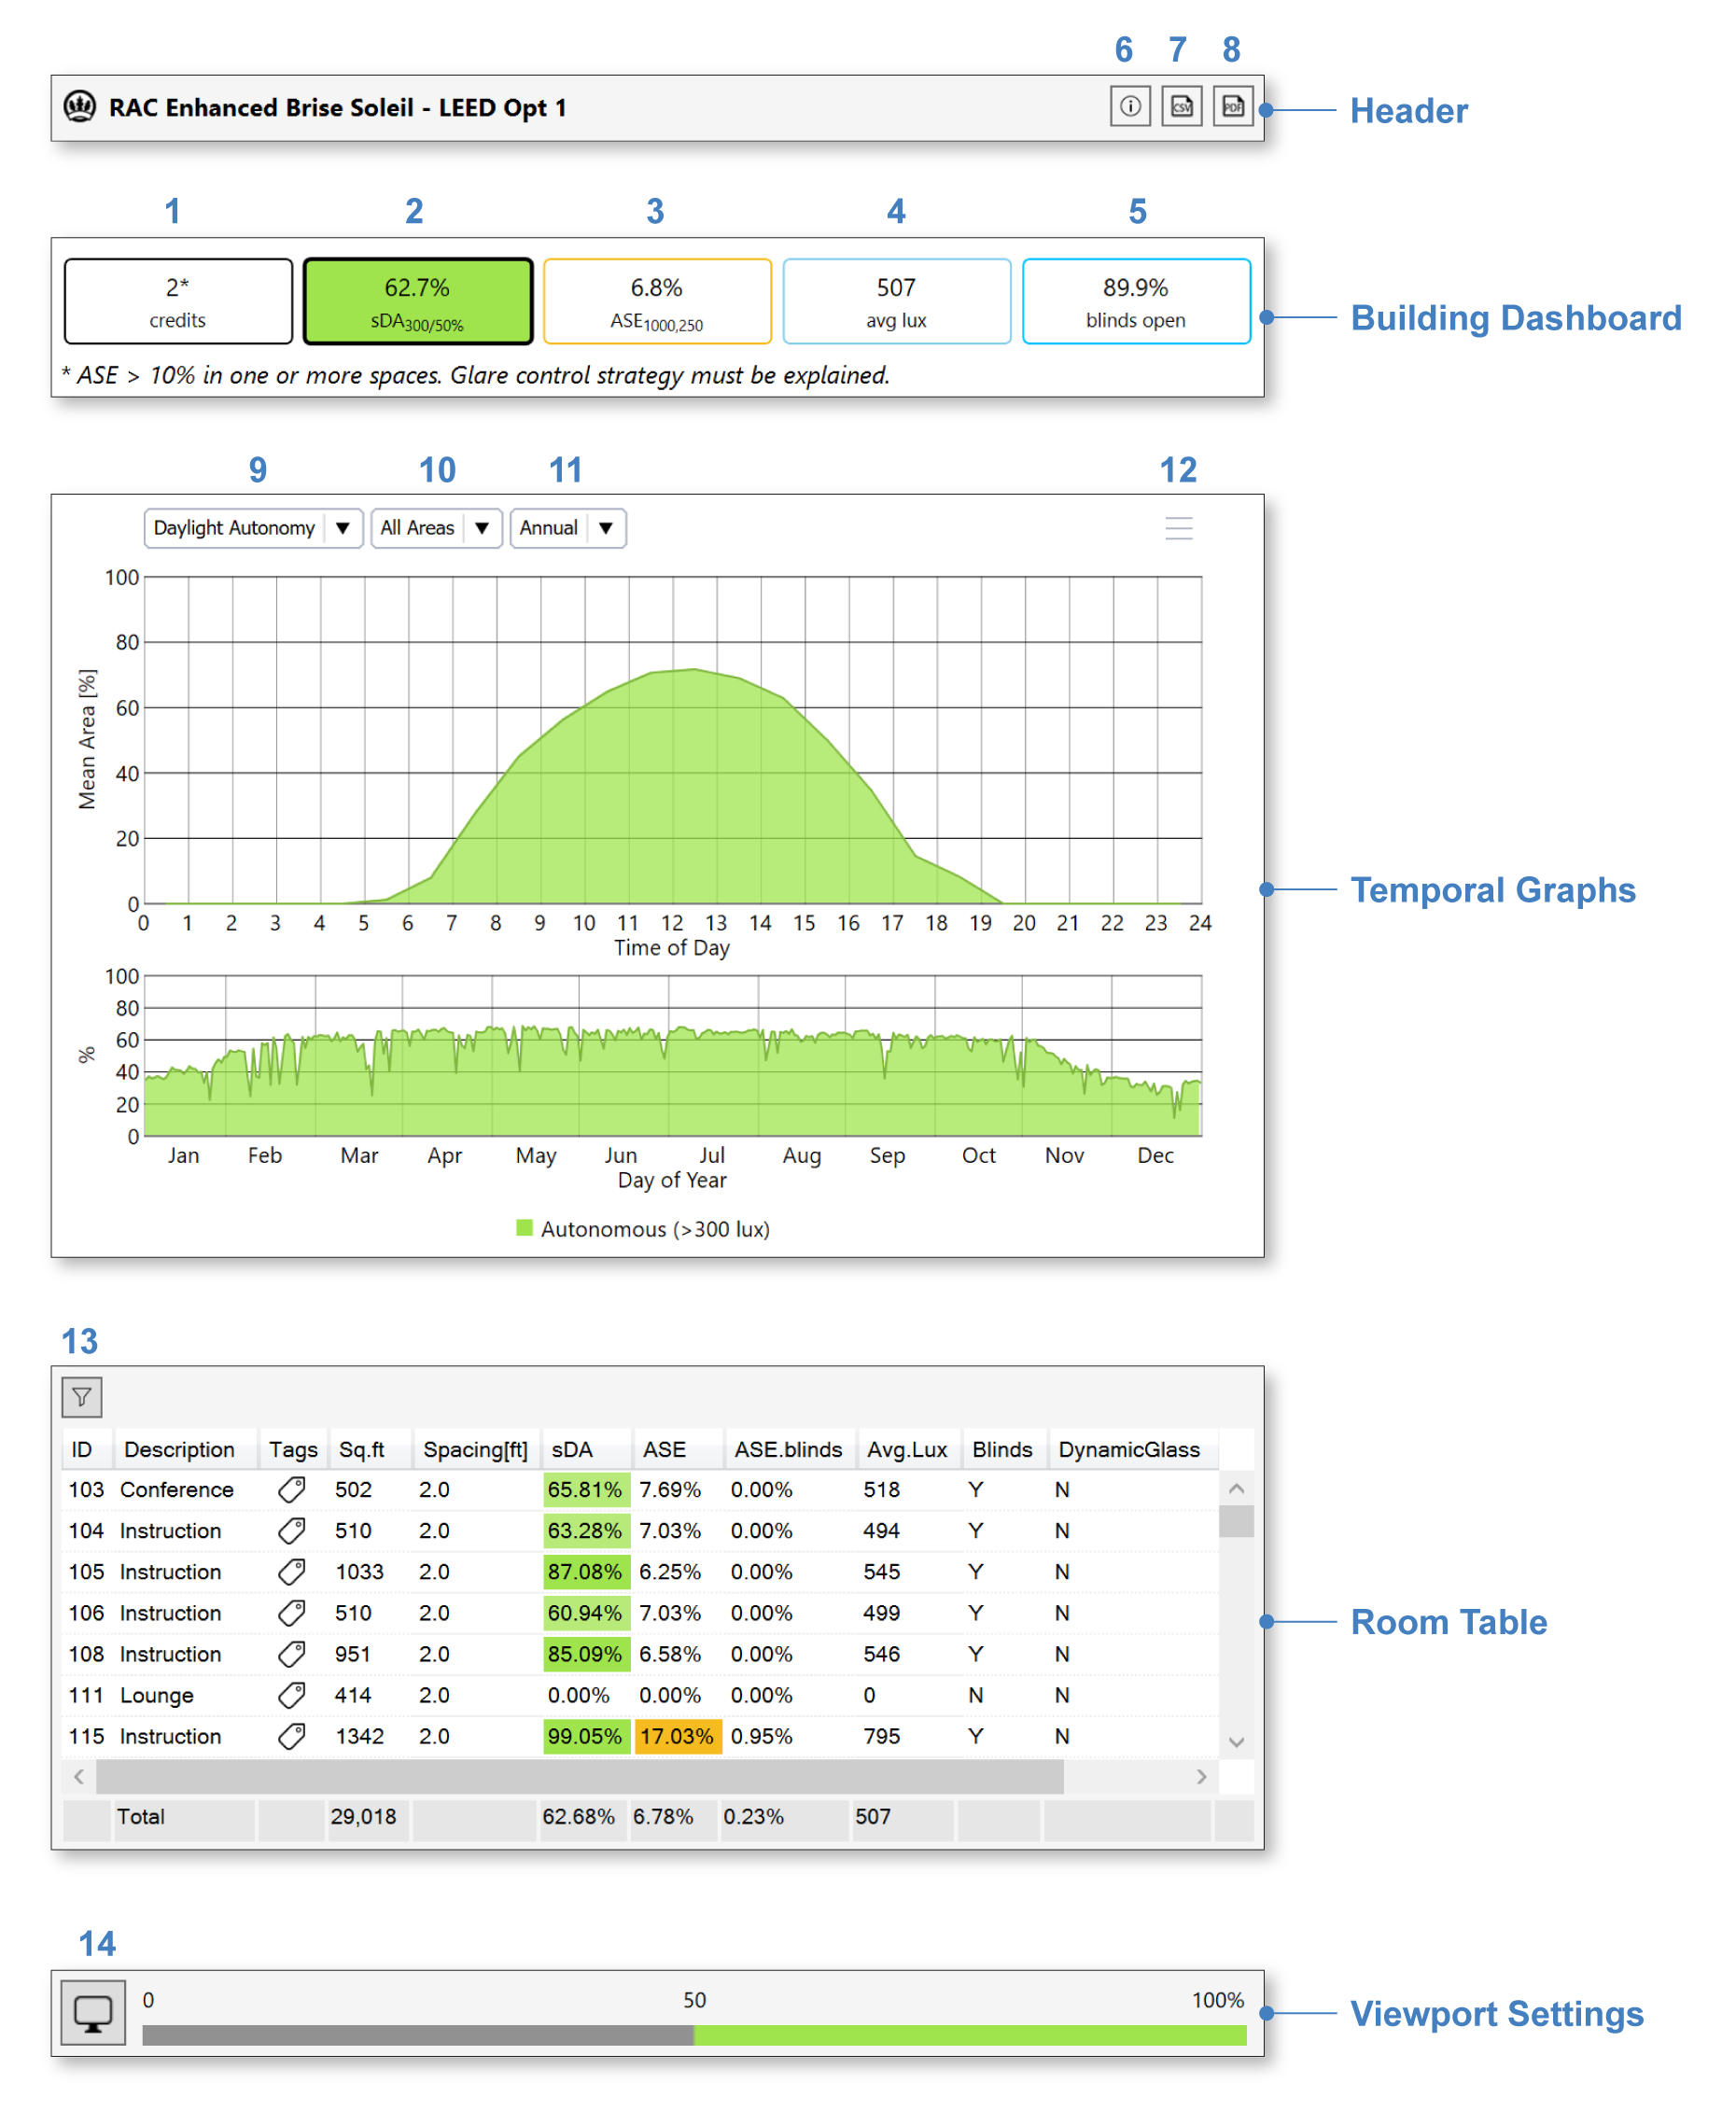 6 7 8
RAC Enhanced Brise Soleil - LEED Opt 1
CSV PDF
Header
1 2 3 4 5
2* 62.7% 6.8% 507 89.9%
credits sDA300/50% ASE1000,250 avg lux blinds open
Building Dashboard
* ASE > 10% in one or more spaces. Glare control strategy must be explained.
9 10 11 12
Daylight Autonomy All Areas Annual
100
80
60
40
20
0
Mean Area [%]
0 1 2 3 4 5 6 7 8 9 10 11 12 13 14 15 16 17 18 19 20 21 22 23 24
Time of Day
Temporal Graphs
100
80
60
40
20
0
%
Jan Feb Mar Apr May Jun Jul Aug Sep Oct Nov Dec
Day of Year
Autonomous (>300 lux)
13
ID Description Tags Sq.ft Spacing[ft] sDA ASE ASE.blinds Avg.Lux Blinds DynamicGlass
103 Conference 502 2.0 65.81% 7.69% 0.00% 518 Y N
104 Instruction 510 2.0 63.28% 7.03% 0.00% 494 Y N
105 Instruction 1033 2.0 87.08% 6.25% 0.00% 545 Y N
106 Instruction 510 2.0 60.94% 7.03% 0.00% 499 Y N
108 Instruction 951 2.0 85.09% 6.58% 0.00% 546 Y N
111 Lounge 414 2.0 0.00% 0.00% 0.00% 0 N N
115 Instruction 1342 2.0 99.05% 17.03% 0.95% 795 Y N
Total 29,018 62.68% 6.78% 0.23% 507
Room Table
14
0 50 100%
Viewport Settings